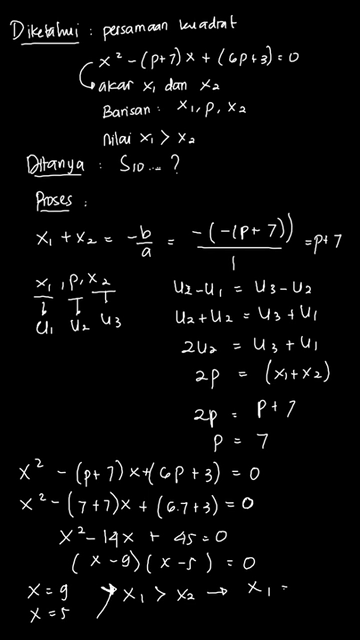 Diketahui : persamaan kuadrat
x² - (p+7)x + (6p+3) = 0
akar x₁ dan x₂
Barisan : x₁, p, x₂
Nilai x₁ > x₂
Ditanya : S₁₀ .... ?
Proses :
x₁ + x₂ = -b/a = -(-(p+7))/1 = p+7
x₁, p, x₂
U₁ U₂ U₃
U₂ - U₁ = U₃ - U₂
U₂ + U₂ = U₃ + U₁
2U₂ = U₃ + U₁
2p = (x₁ + x₂)
2p = p + 7
p = 7
x² - (p+7)x + (6p+3) = 0
x² - (7+7)x + (6.7+3) = 0
x² - 14x + 45 = 0
(x-9)(x-5) = 0
x = 9
x = 5
x₁ > x₂ → x₁ =